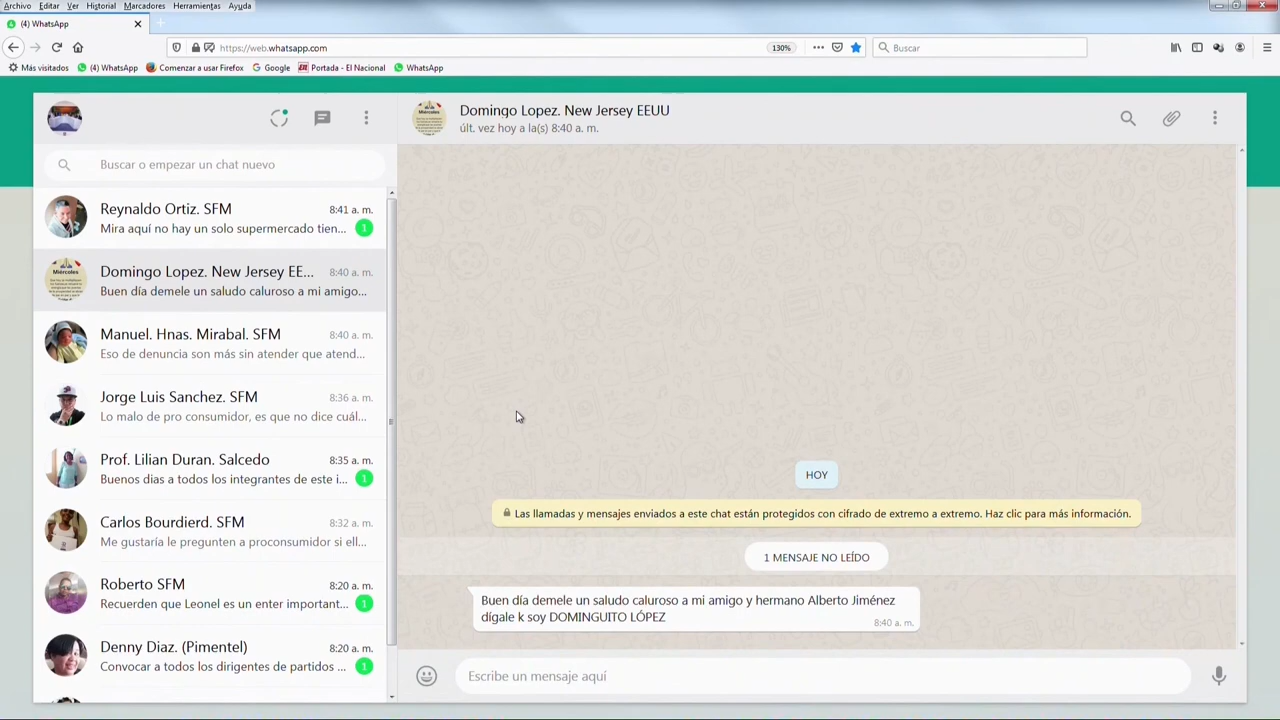 Archivo Editar Ver Historial Marcadores Herramientas Ayuda
(4) WhatsApp
https://web.whatsapp.com 130% Buscar
Más visitados (4) WhatsApp Comenzar a usar Firefox Google Portada - El Nacional WhatsApp
Domingo Lopez. New Jersey EEUU
últ. vez hoy a la(s) 8:40 a. m.
Buscar o empezar un chat nuevo
Reynaldo Ortiz. SFM 8:41 a. m.
Mira aquí no hay un solo supermercado tien... 1
Miércoles
Domingo Lopez. New Jersey EE... 8:40 a. m.
Buen día demele un saludo caluroso a mi amigo...
Manuel. Hnas. Mirabal. SFM 8:40 a. m.
Eso de denuncia son más sin atender que atend...
Jorge Luis Sanchez. SFM 8:36 a. m.
Lo malo de pro consumidor, es que no dice cuál...
Prof. Lilian Duran. Salcedo 8:35 a. m.
Buenos dias a todos los integrantes de este i... 1
Carlos Bourdierd. SFM 8:32 a. m.
Me gustaría le pregunten a proconsumidor si ell...
Roberto SFM 8:20 a. m.
Recuerden que Leonel es un enter important... 1
Denny Diaz. (Pimentel) 8:20 a. m.
Convocar a todos los dirigentes de partidos ... 1
HOY
Las llamadas y mensajes enviados a este chat están protegidos con cifrado de extremo a extremo. Haz clic para más información.
1 MENSAJE NO LEÍDO
Buen día demele un saludo caluroso a mi amigo y hermano Alberto Jiménez
dígale k soy DOMINGUITO LÓPEZ
8:40 a. m.
Escribe un mensaje aquí